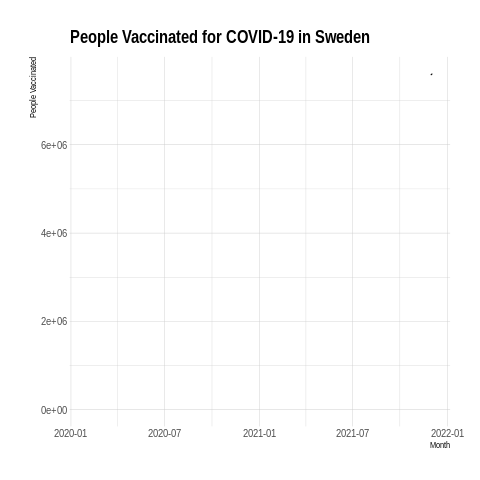 People Vaccinated for COVID-19 in Sweden
People Vaccinated
6e+06
4e+06
2e+06
0e+00
2020-01 2020-07 2021-01 2021-07 2022-01
Month